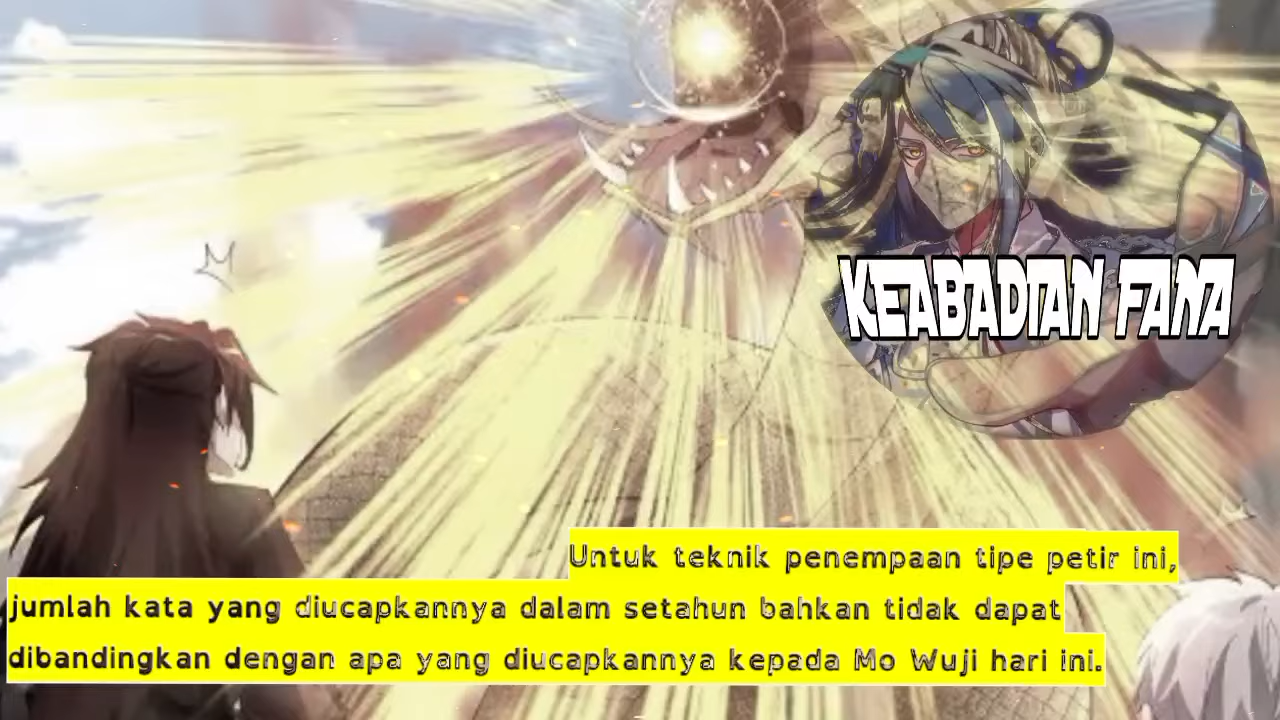 KEABADIAN FANA
Untuk teknik penempaan tipe petir ini,
jumlah kata yang diucapkannya dalam setahun bahkan tidak dapat
dibandingkan dengan apa yang diucapkannya kepada Mo Wuji hari ini.